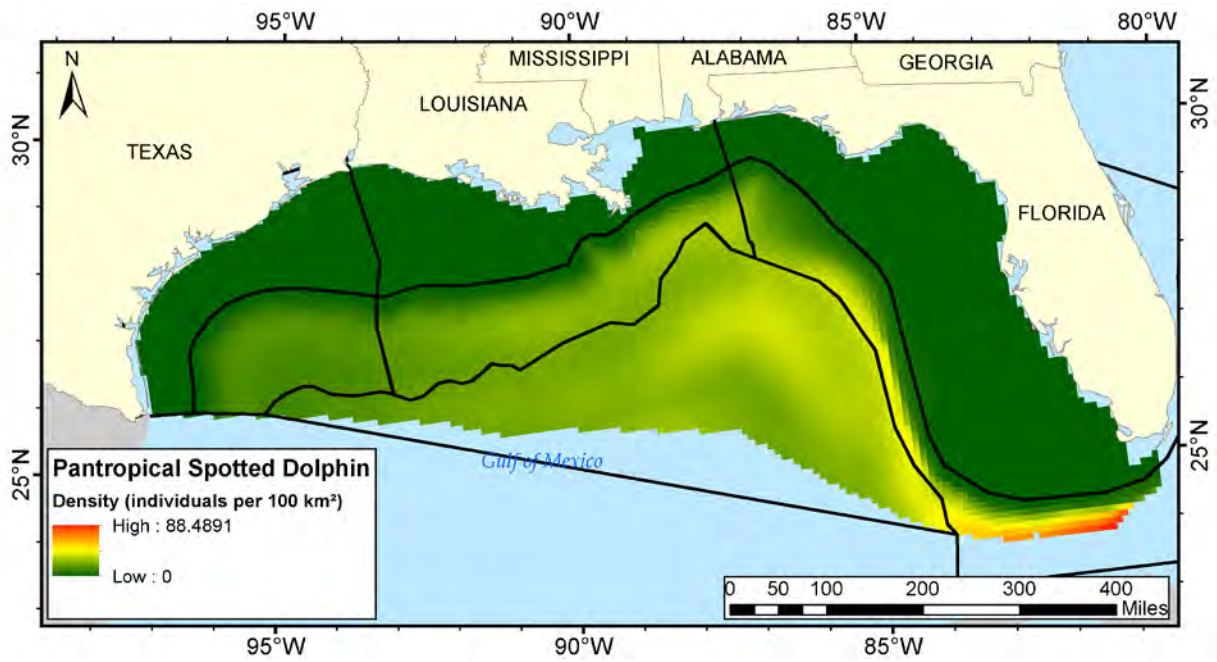 95°W 90°W 85°W 80°W
N
MISSISSIPPI ALABAMA GEORGIA
LOUISIANA
TEXAS
30°N 30°N
FLORIDA
25°N 25°N
Gulf of Mexico
Pantropical Spotted Dolphin
Density (individuals per 100 km²)
High : 88.4891
Low : 0
0 50 100 200 300 400
Miles
95°W 90°W 85°W 80°W